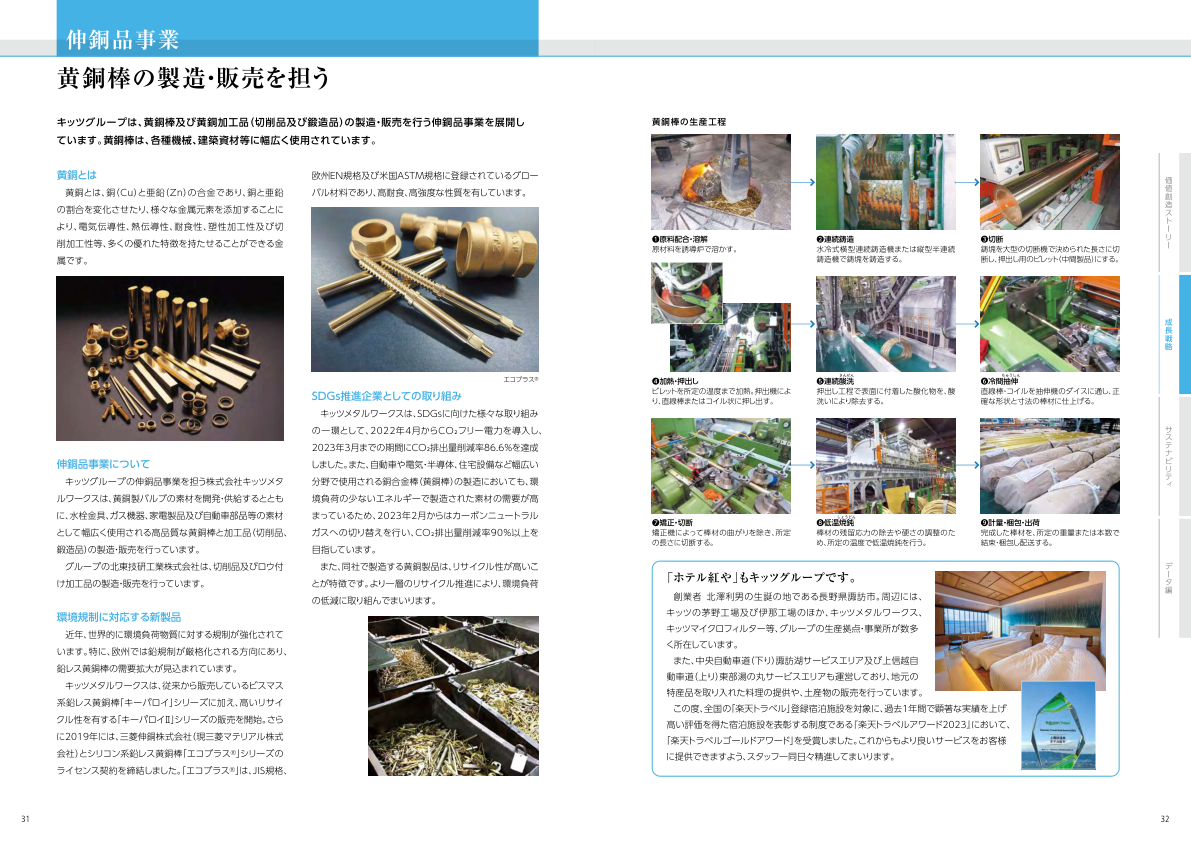 伸銅品事業
黄銅棒の製造･販売を担う
キッツグループは、黄銅棒及び黄銅加工品（切削品及び鍛造品）の製造･販売を行う伸銅品事業を展開し
ています。黄銅棒は、各種機械、建築資材等に幅広く使用されています。
黄銅とは
黄銅とは、銅（Cu）と亜鉛（Zn）の合金であり、銅と亜鉛
の割合を変化させたり、様々な金属元素を添加することに
より、電気伝導性、熱伝導性、耐食性、塑性加工性及び切
削加工性等、多くの優れた特徴を持たせることができる金
属です。
伸銅品事業について
キッツグループの伸銅品事業を担う株式会社キッツメタ
ルワークスは、黄銅製バルブの素材を開発･供給するととも
に、水栓金具、ガス機器、家電製品及び自動車部品等の素材
として幅広く使用される高品質な黄銅棒と加工品（切削品、
鍛造品）の製造･販売を行っています。
グループの北東技研工業株式会社は、切削品及びロウ付
け加工品の製造･販売を行っています。
環境規制に対応する新製品
近年、世界的に環境負荷物質に対する規制が強化されて
います。特に、欧州では鉛規制が厳格化される方向にあり、
鉛レス黄銅棒の需要拡大が見込まれています。
キッツメタルワークスは、従来から販売しているビスマス
系鉛レス黄銅棒「キーパロイ」シリーズに加え、高いリサイ
クル性を有する「キーパロイⅡ」シリーズの販売を開始。さら
に2019年には、三菱伸銅株式会社（現三菱マテリアル株式
会社）とシリコン系鉛レス黄銅棒「エコブラス®」シリーズの
ライセンス契約を締結しました。「エコブラス®」は、JIS規格、
欧州EN規格及び米国ASTM規格に登録されているグロー
バル材料であり、高耐食、高強度な性質を有しています。
エコブラス®
SDGs推進企業としての取り組み
キッツメタルワークスは、SDGsに向けた様々な取り組み
の一環として、2022年4月からCO₂フリー電力を導入し、
2023年3月までの期間にCO₂排出量削減率86.6%を達成
しました。また、自動車や電気･半導体、住宅設備など幅広い
分野で使用される銅合金棒（黄銅棒）の製造においても、環
境負荷の少ないエネルギーで製造された素材の需要が高
まっているため、2023年2月からはカーボンニュートラル
ガスへの切り替えを行い、CO₂排出量削減率90%以上を
目指しています。
また、同社で製造する黄銅製品は、リサイクル性が高いこ
とが特徴です。より一層のリサイクル推進により、環境負荷
の低減に取り組んでまいります。
31
黄銅棒の生産工程
❶原料配合･溶解
原材料を誘導炉で溶かす。
❷連続鋳造
水冷式横型連続鋳造機または縦型半連続
鋳造機で鋳塊を鋳造する。
❸切断
鋳塊を大型の切断機で決められた長さに切
断し、押出し用のビレット（中間製品）にする。
❹加熱･押出し
ビレットを所定の温度まで加熱。押出機によ
り、直線棒またはコイル状に押し出す。
さんせん
❺連続酸洗
押出し工程で表面に付着した酸化物を、酸
洗いにより除去する。
ちゅうしん
❻冷間抽伸
直線棒･コイルを抽伸機のダイスに通し、正
確な形状と寸法の棒材に仕上げる。
❼矯正･切断
矯正機によって棒材の曲がりを除き、所定
の長さに切断する。
しょうどん
❽低温焼鈍
棒材の残留応力の除去や硬さの調整のた
め、所定の温度で低温焼鈍を行う。
❾計量･梱包･出荷
完成した棒材を、所定の重量または本数で
結束･梱包し配送する。
「ホテル紅や」もキッツグループです。
創業者 北澤利男の生誕の地である長野県諏訪市。周辺には、
キッツの茅野工場及び伊那工場のほか、キッツメタルワークス、
キッツマイクロフィルター等、グループの生産拠点･事業所が数多
く所在しています。
また、中央自動車道（下り）諏訪湖サービスエリア及び上信越自
動車道（上り）東部湯の丸サービスエリアも運営しており、地元の
特産品を取り入れた料理の提供や、土産物の販売を行っています。
この度、全国の「楽天トラベル」登録宿泊施設を対象に、過去1年間で顕著な実績を上げ
高い評価を得た宿泊施設を表彰する制度である「楽天トラベルアワード2023」において、
「楽天トラベルゴールドアワード」を受賞しました。これからもより良いサービスをお客様
に提供できますよう、スタッフ一同日々精進してまいります。
価値創造ストーリー
成長戦略
サステナビリティ
データ編
32